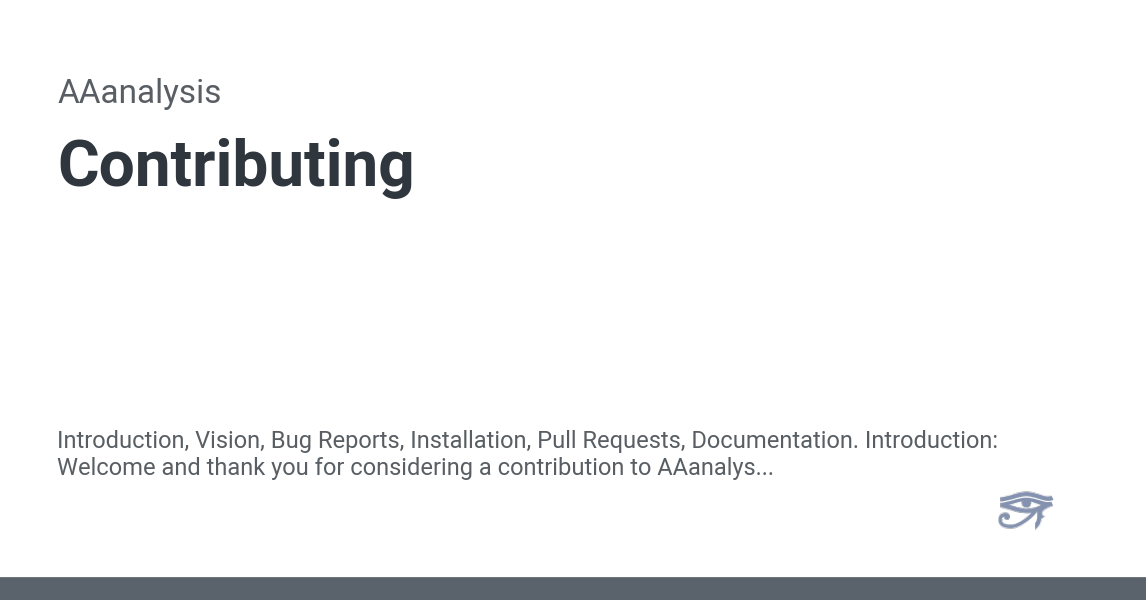 AAanalysis
Contributing
Introduction, Vision, Bug Reports, Installation, Pull Requests, Documentation. Introduction:
Welcome and thank you for considering a contribution to AAanalys...